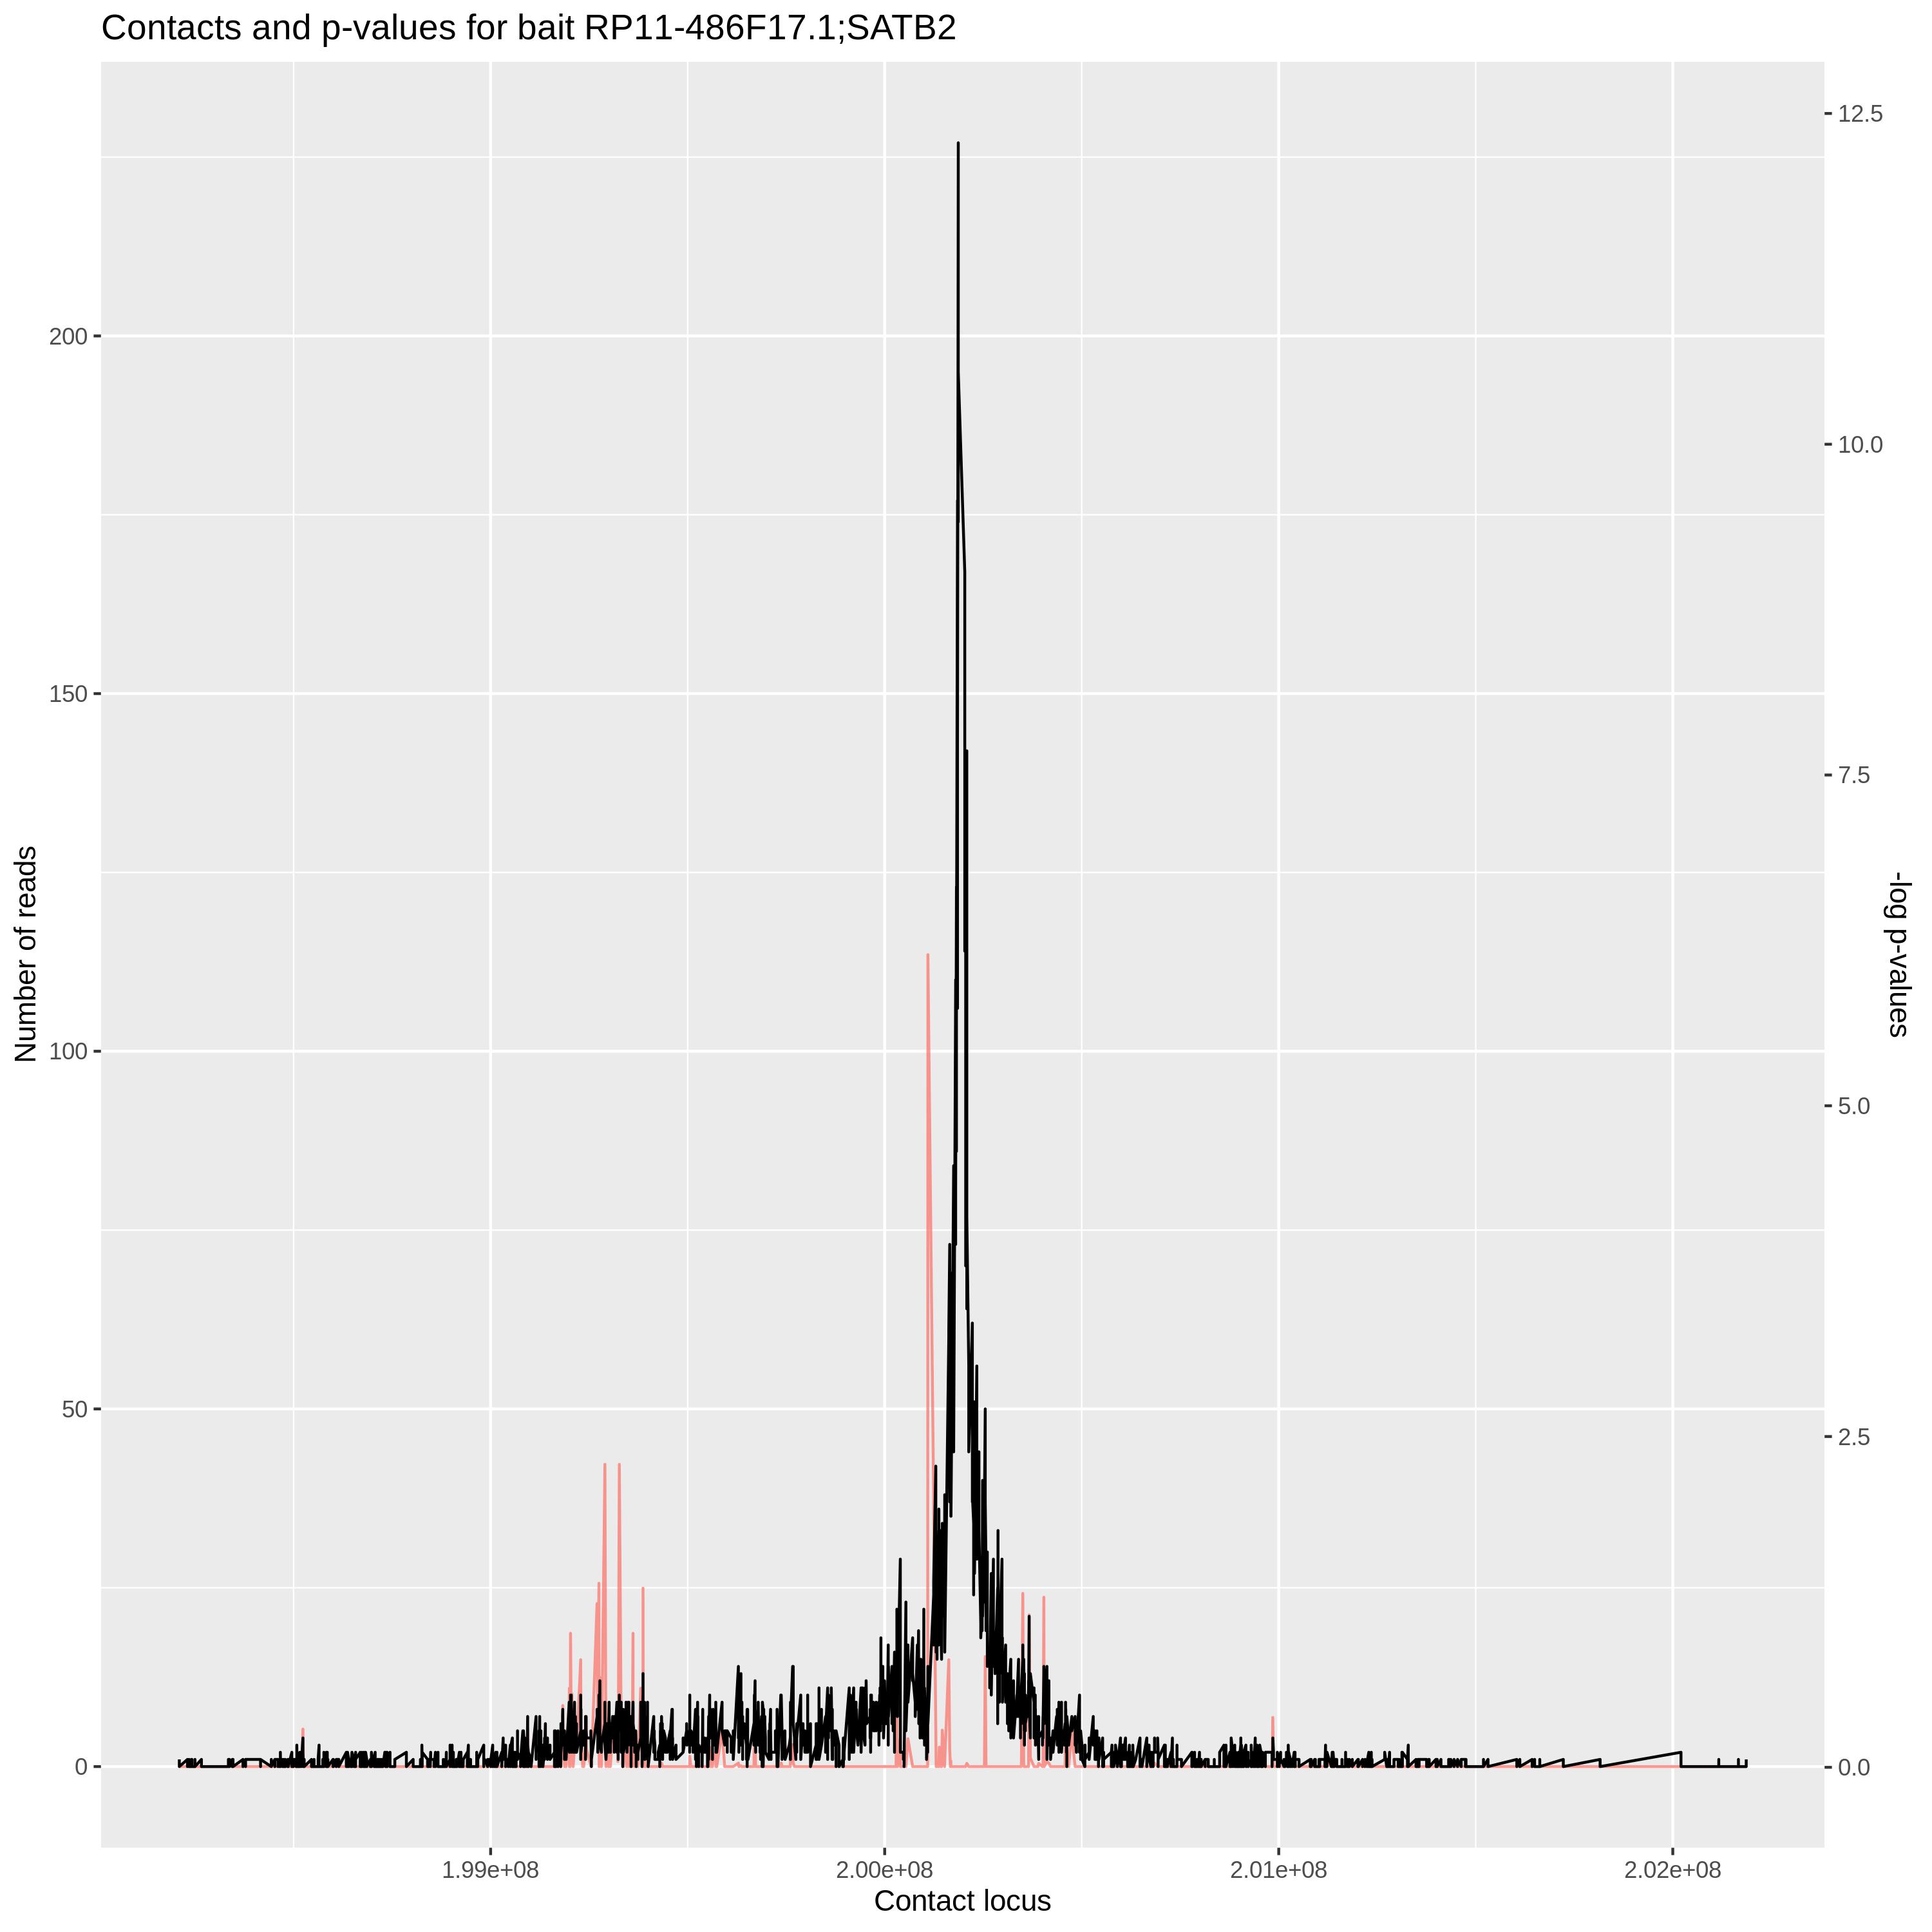 Contacts and p-values for bait RP11-486F17.1;SATB2
Number of reads
200
150
100
50
0
12.5
10.0
7.5
5.0
2.5
0.0
-log p-values
1.99e+08
2.00e+08
2.01e+08
2.02e+08
Contact locus